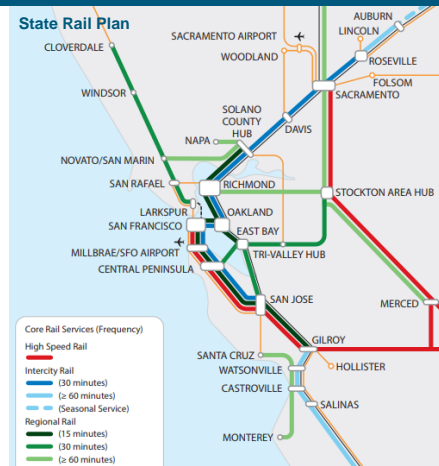 State Rail Plan
AUBURN
LINCOLN
SACRAMENTO AIRPORT
CLOVERDALE
WOODLAND
ROSEVILLE
FOLSOM
SACRAMENTO
WINDSOR
SOLANO
COUNTY
HUB
DAVIS
NAPA
NOVATO/SAN MARIN
SAN RAFAEL
RICHMOND
STOCKTON AREA HUB
LARKSPUR
OAKLAND
SAN FRANCISCO
EAST BAY
MILLBRAE/SFO AIRPORT
TRI-VALLEY HUB
CENTRAL PENINSULA
SAN JOSE
MERCED
Core Rail Services (Frequency)
High Speed Rail
Intercity Rail
(30 minutes)
(≥ 60 minutes)
(Seasonal Service)
Regional Rail
(15 minutes)
(30 minutes)
(≥ 60 minutes)
GILROY
SANTA CRUZ
HOLLISTER
WATSONVILLE
CASTROVILLE
SALINAS
MONTEREY